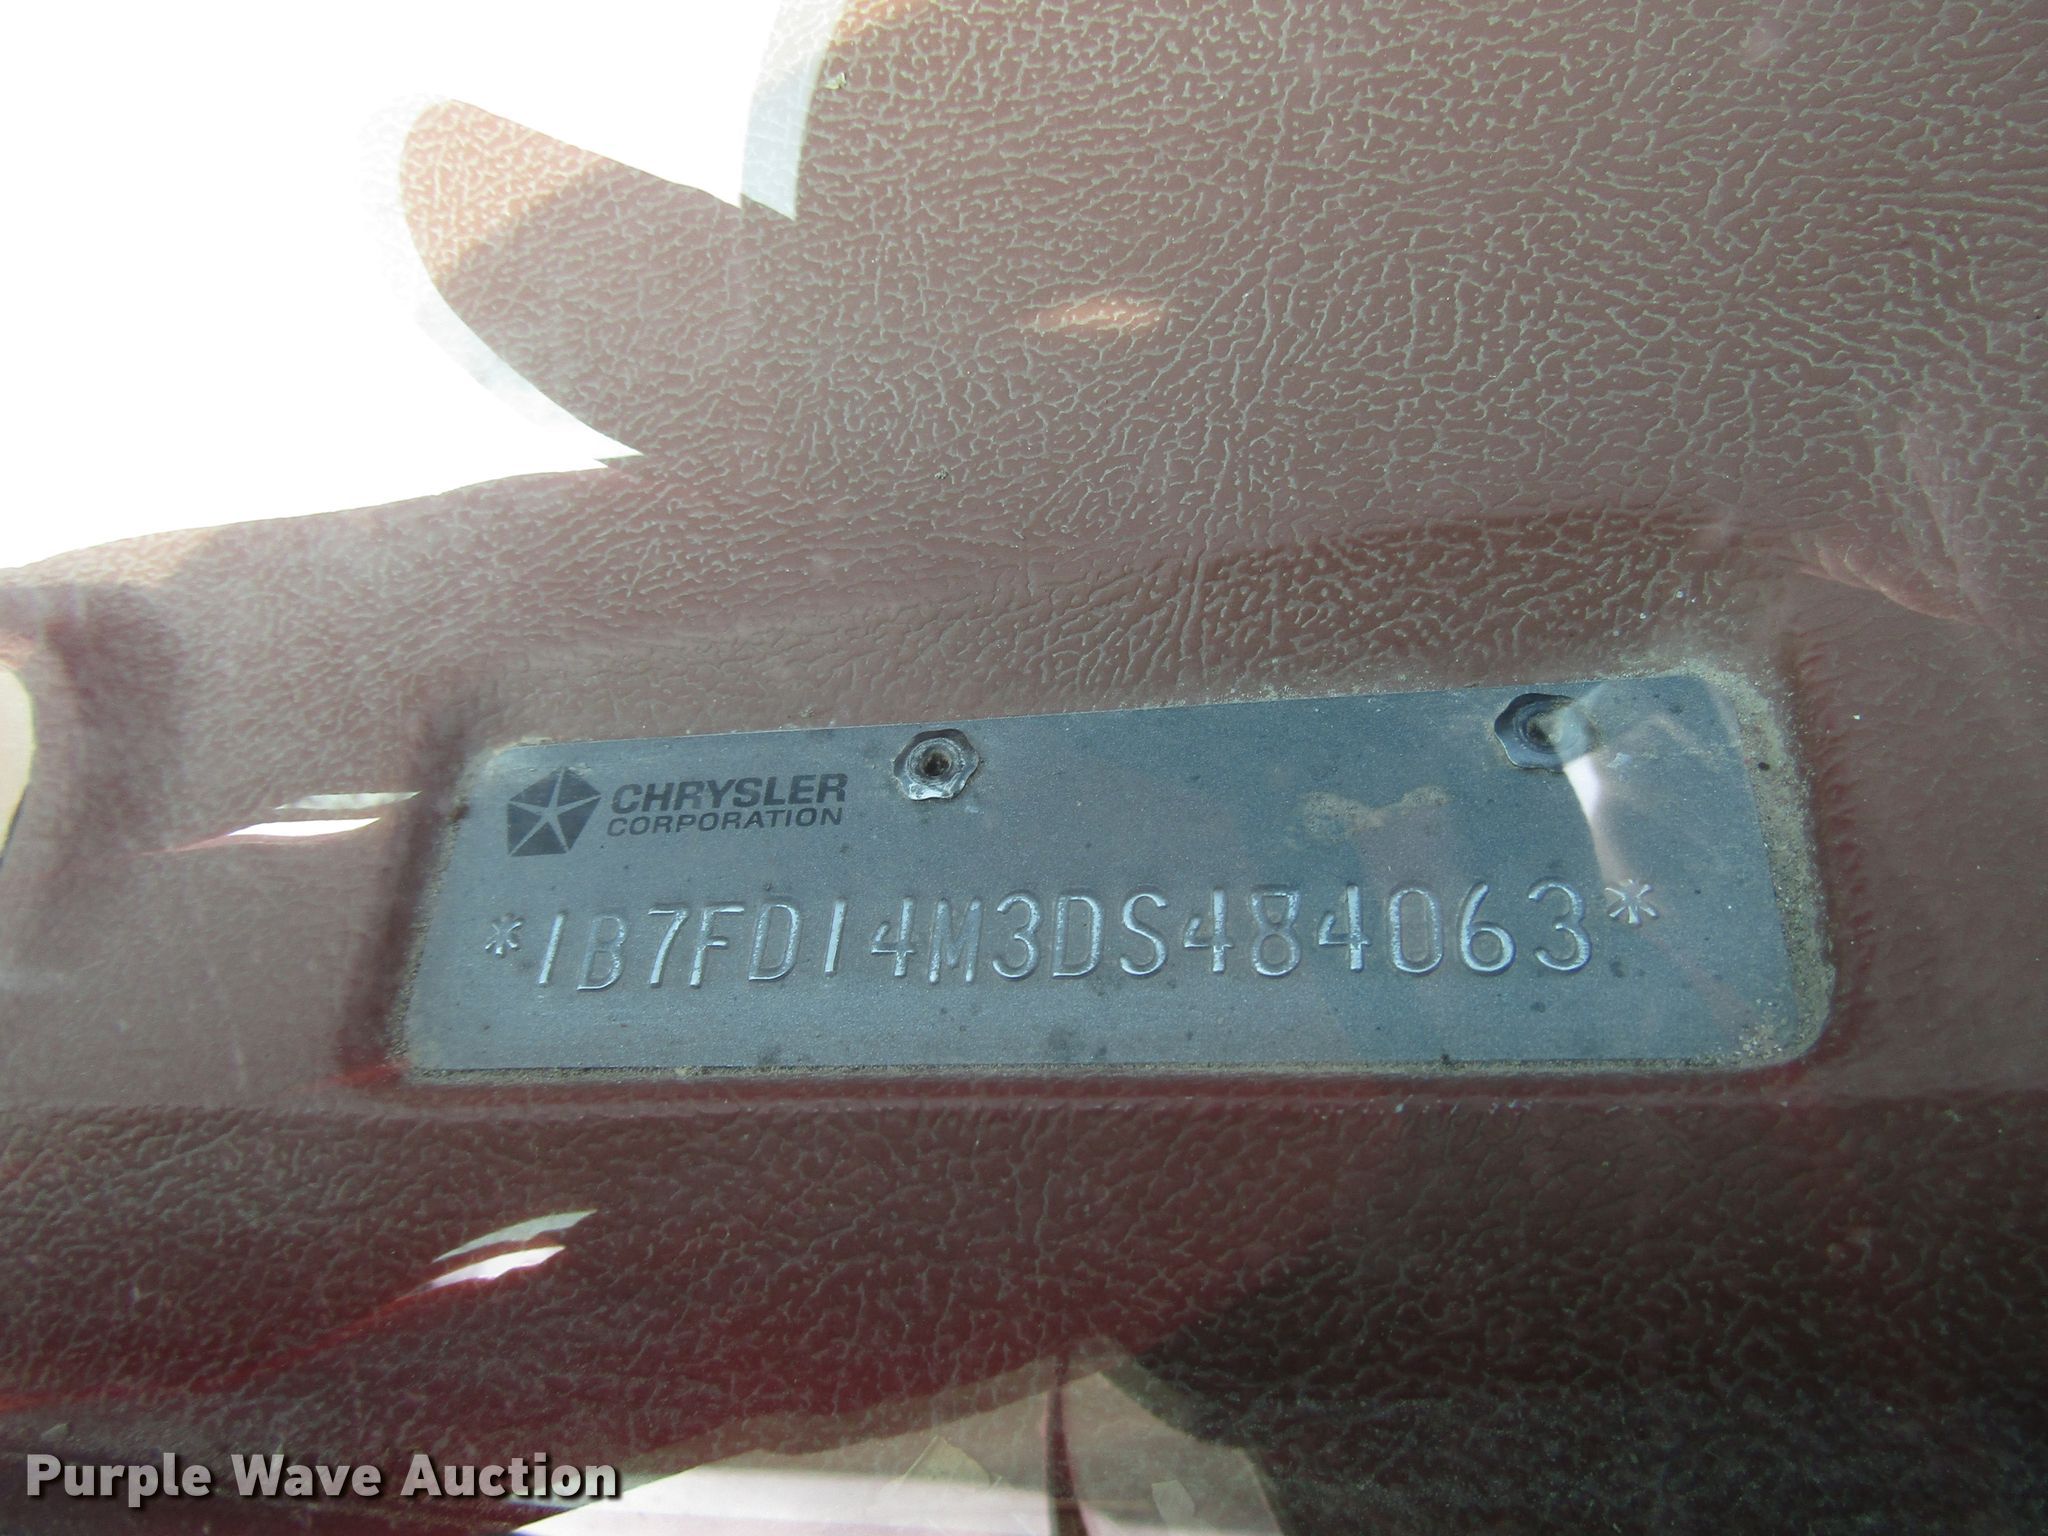 CHRYSLER
CORPORATION
*1B7FD14M3DS484063*
Purple Wave Auction